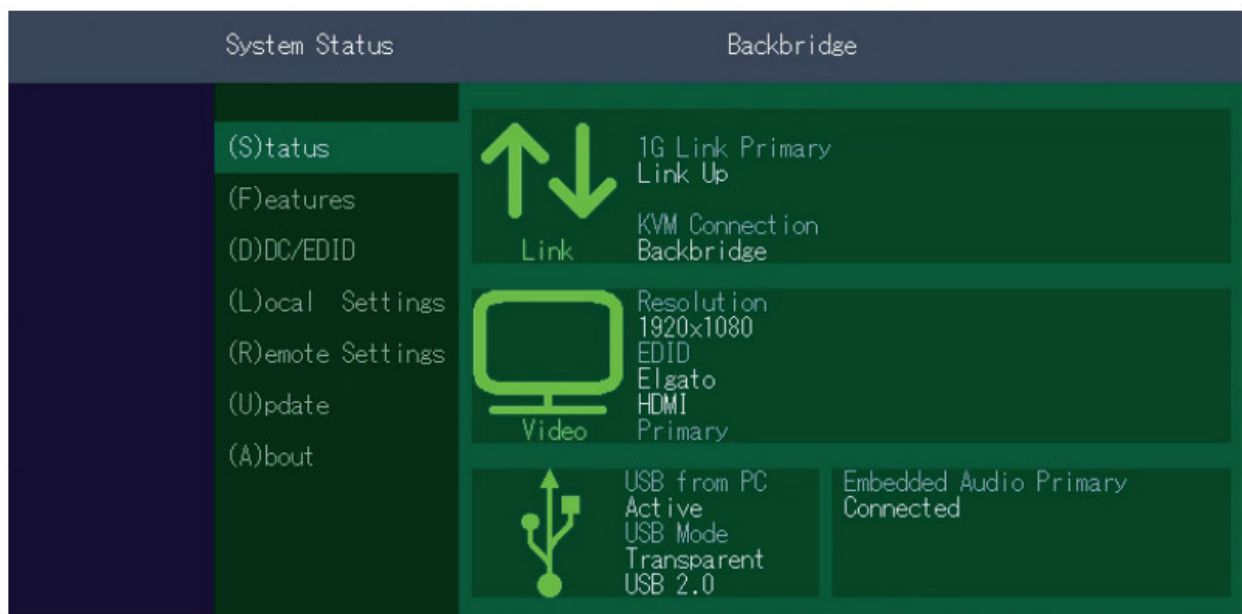 System Status
Backbridge
(S)tatus
(F)eatures
(D)DC/EDID
(L)ocal Settings
(R)emote Settings
(U)pdate
(A)bout
Link
1G Link Primary
Link Up
KVM Connection
Backbridge
Video
Resolution
1920x1080
EDID
Elgato
HDMI
Primary
USB from PC
Active
USB Mode
Transparent
USB 2.0
Embedded Audio Primary
Connected